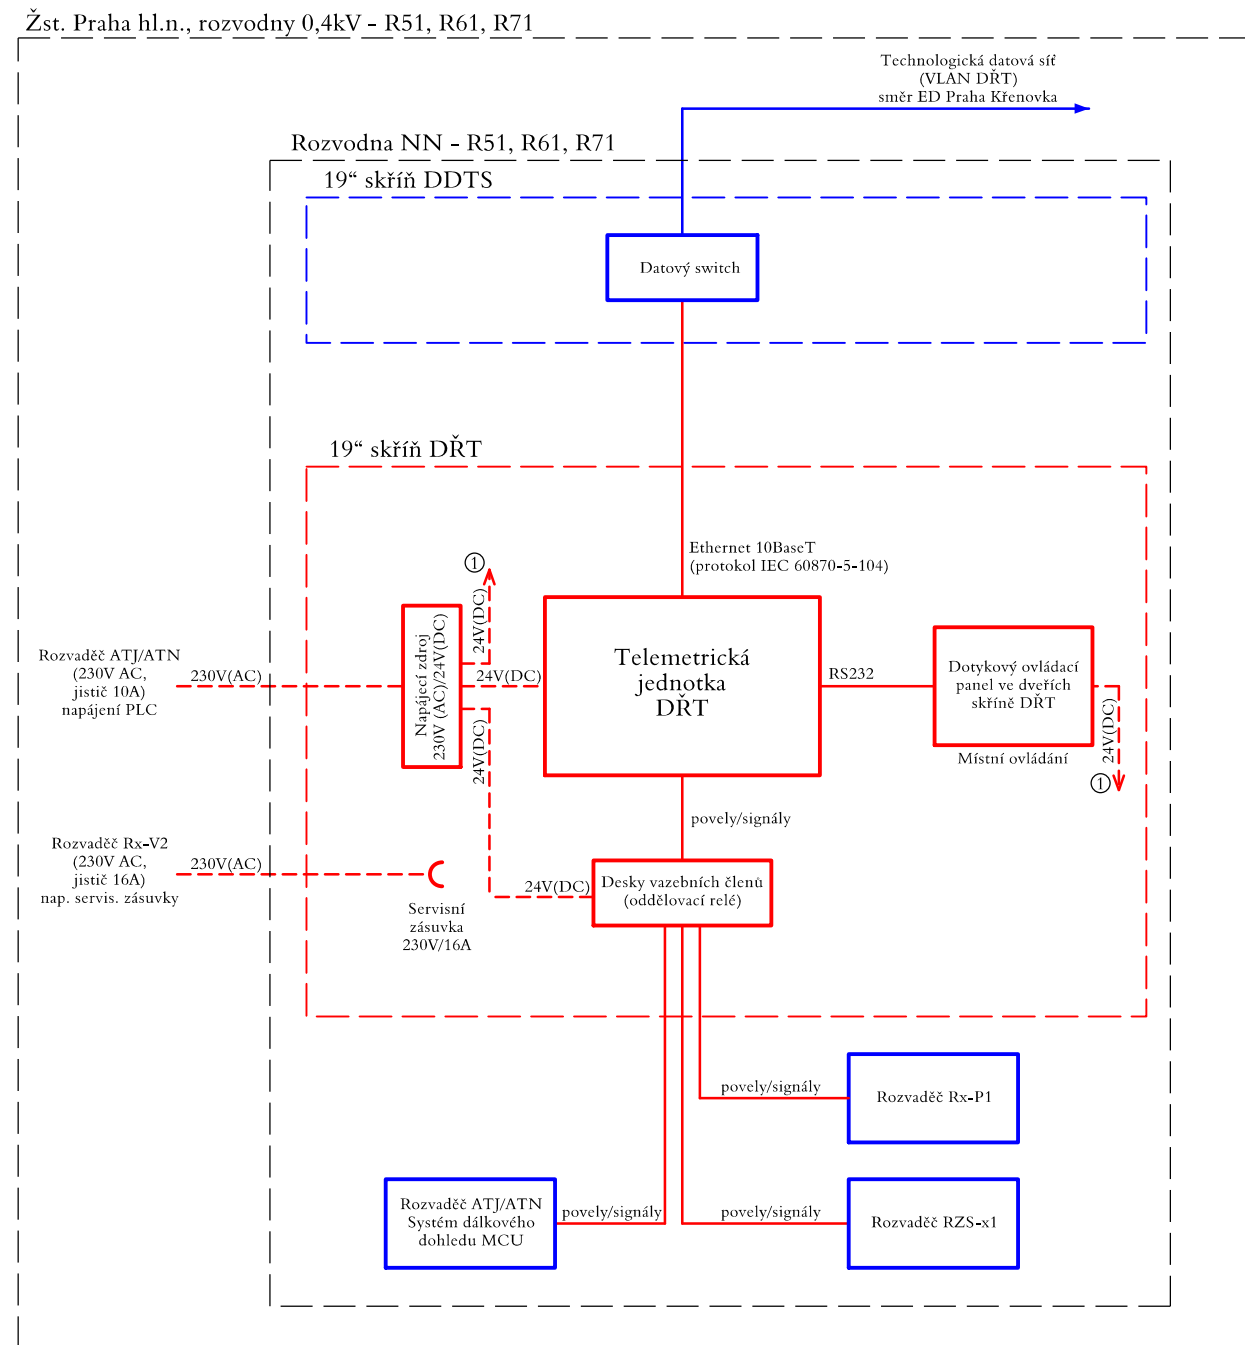 Žst. Praha hl.n., rozvodny 0,4kV - R51, R61, R71
Technologická datová síť
(VLAN DŘT)
směr ED Praha Křenovka
Rozvodna NN - R51, R61, R71
19“ skříň DDTS
Datový switch
19“ skříň DŘT
Ethernet 10BaseT
(protokol IEC 60870-5-104)
1
24V(DC)
Napájecí zdroj
230V (AC)/24V(DC)
Rozvaděč ATJ/ATN
(230V AC,
jistič 10A)
napájení PLC
230V(AC)
24V(DC)
24V(DC)
Telemetrická
jednotka
DŘT
RS232
Dotykový ovládací
panel ve dveřích
skříně DŘT
Místní ovládání
24V(DC)
1
povely/signály
Rozvaděč Rx-V2
(230V AC,
jistič 16A)
nap. servis. zásuvky
230V(AC)
Servisní
zásuvka
230V/16A
24V(DC)
Desky vazebních členů
(oddělovací relé)
povely/signály
Rozvaděč Rx-P1
Rozvaděč ATJ/ATN
Systém dálkového
dohledu MCU
povely/signály
povely/signály
Rozvaděč RZS-x1